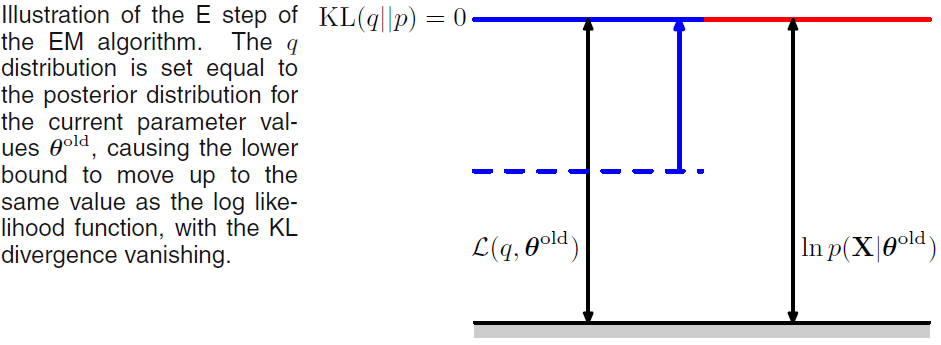 Illustration of the E step of
the EM algorithm. The q
distribution is set equal to
the posterior distribution for
the current parameter val-
ues θ^old, causing the lower
bound to move up to the
same value as the log like-
lihood function, with the KL
divergence vanishing.
KL(q||p) = 0
L(q, θ^old)
ln p(X|θ^old)